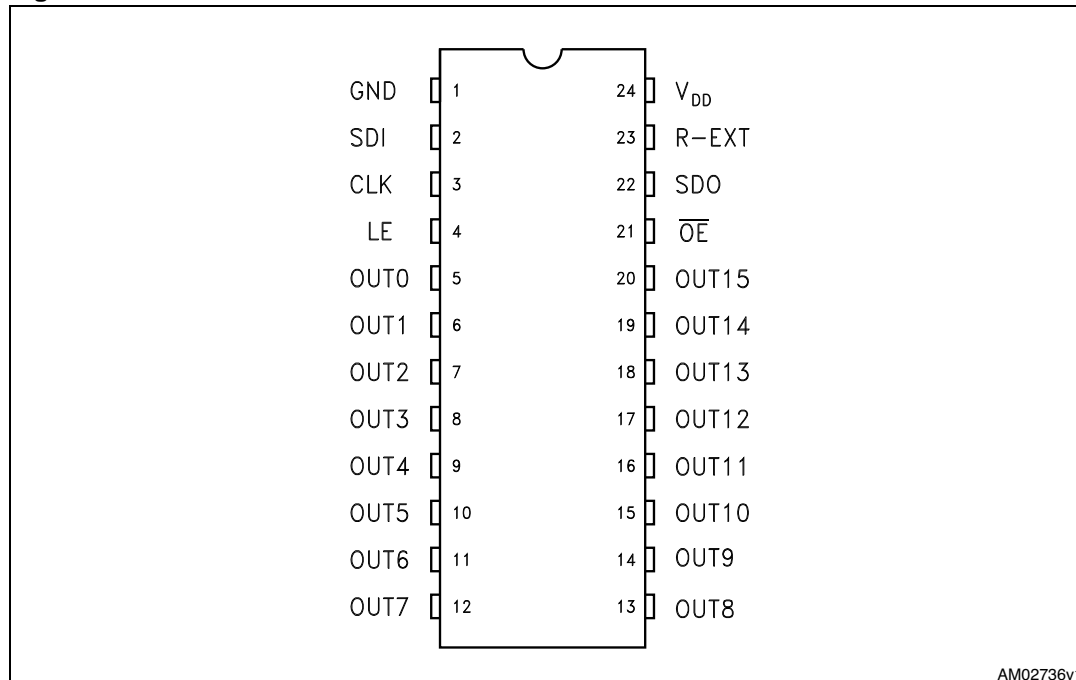 GND 1 24 VDD
SDI 2 23 R-EXT
CLK 3 22 SDO
LE 4 21 O̅E̅
OUT0 5 20 OUT15
OUT1 6 19 OUT14
OUT2 7 18 OUT13
OUT3 8 17 OUT12
OUT4 9 16 OUT11
OUT5 10 15 OUT10
OUT6 11 14 OUT9
OUT7 12 13 OUT8